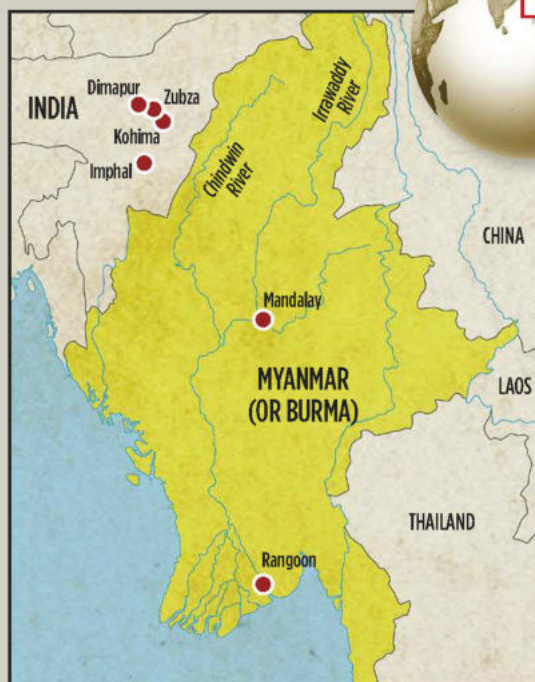 Dimapur
Zubza
INDIA
Kohima
Imphal
Chindwin
River
Irrawaddy
River
CHINA
Mandalay
MYANMAR
(OR BURMA)
LAOS
THAILAND
Rangoon